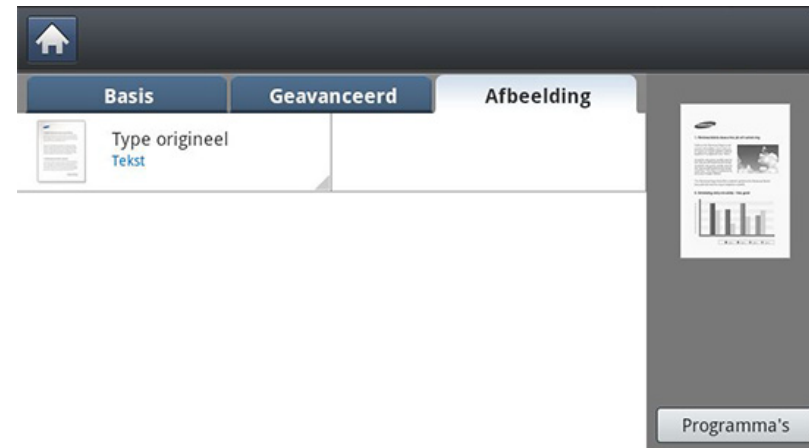 Basis
Geavanceerd
Afbeelding
Type origineel
Tekst
Programma's